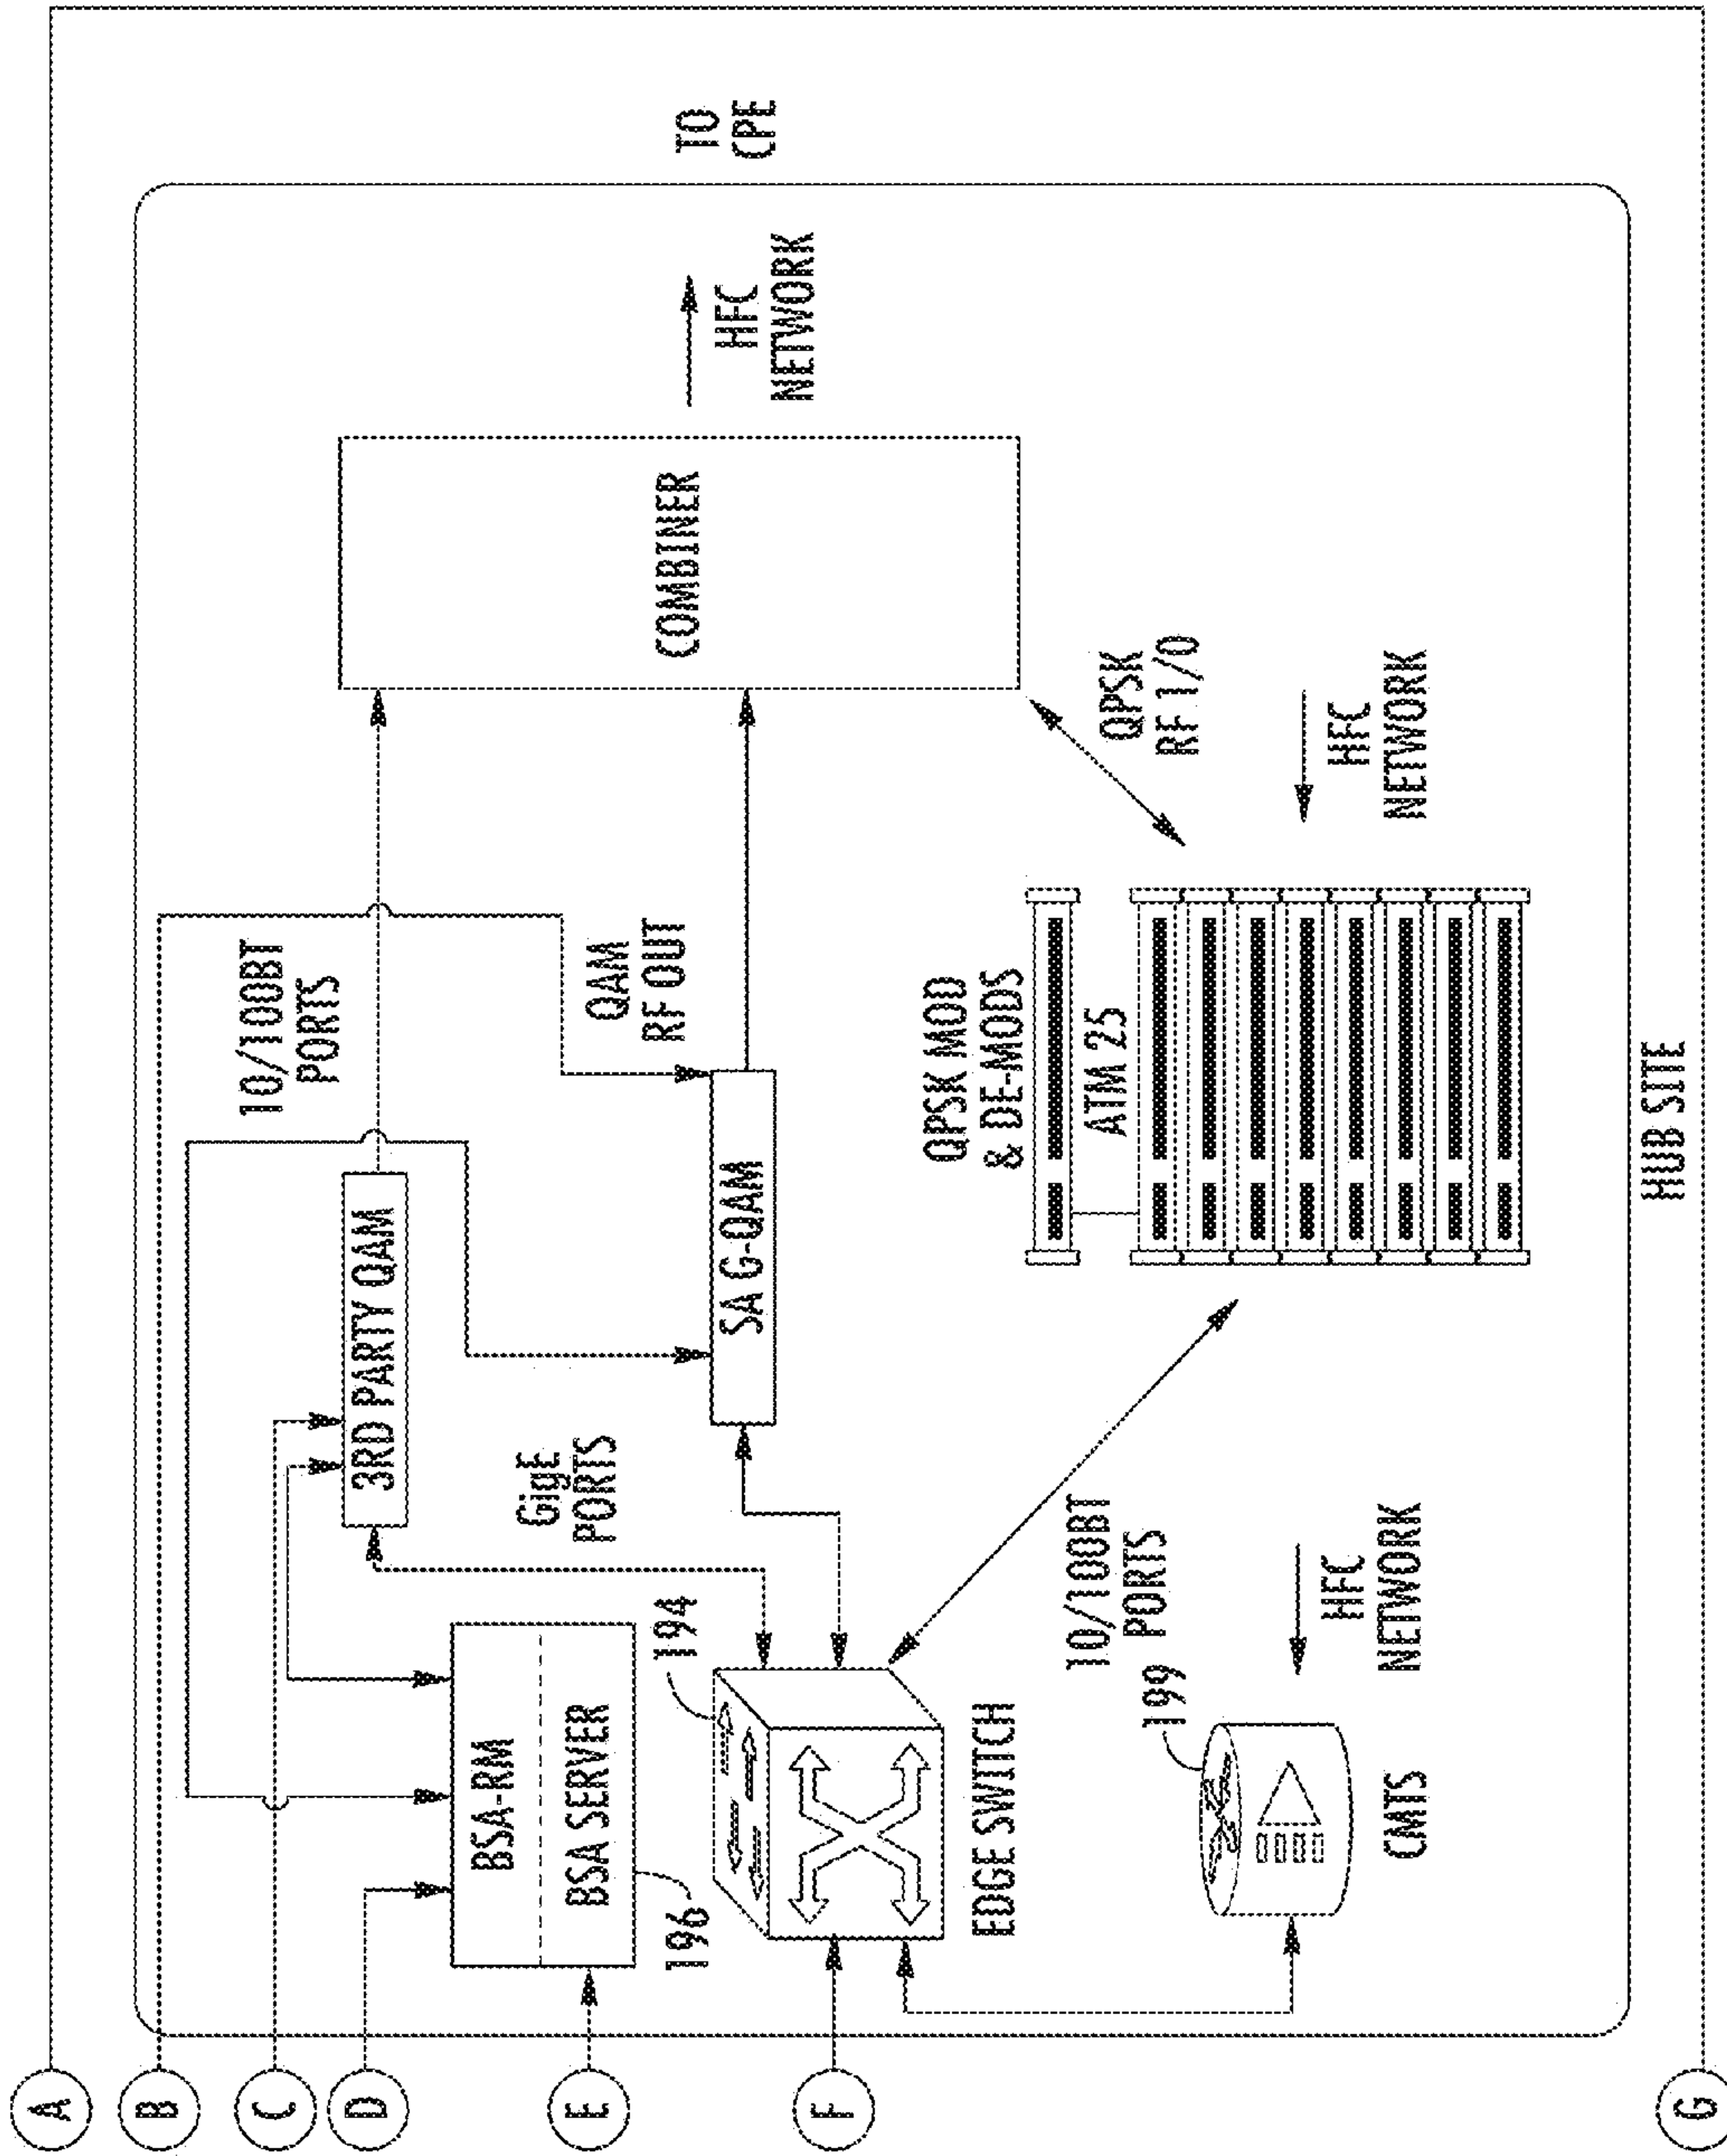 A
B
C
D
E
F
G
10/100BT
PORTS
3RD PARTY QAM
BSA-RM
BSA SERVER
196
194
GigE
PORTS
QAM
RF OUT
SA G-QAM
COMBINER
HFC
NETWORK
TO
CPE
EDGE SWITCH
QPSK MOD
& DE-MODS
ATM 25
QPSK
RF 1/0
10/100BT
PORTS
199
CMTS
HFC
NETWORK
HFC
NETWORK
HUB SITE